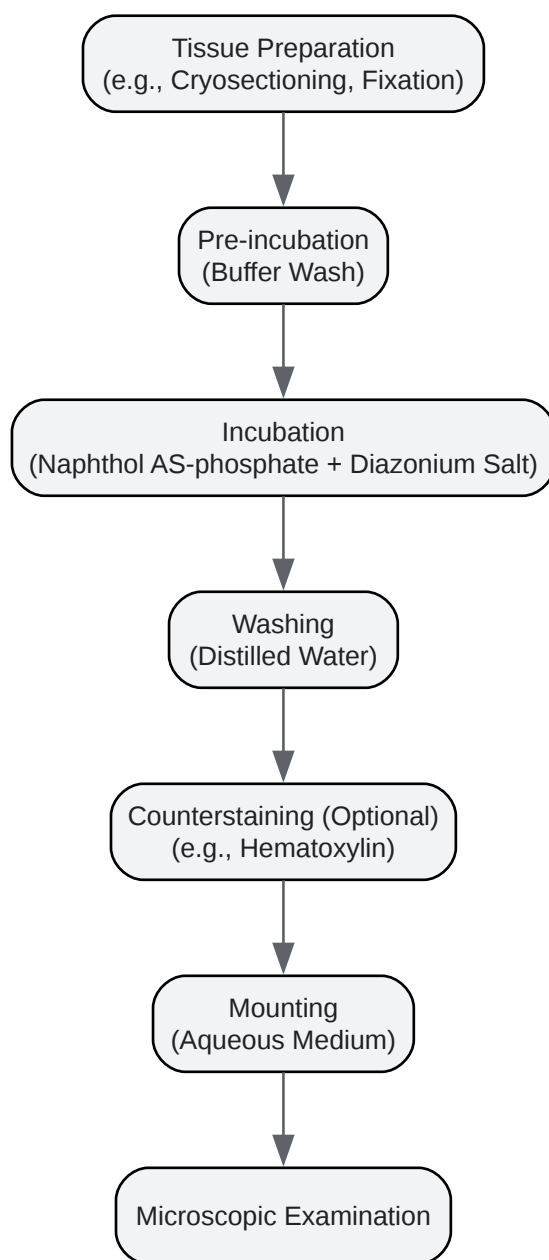 Tissue Preparation
(e.g., Cryosectioning, Fixation)
Pre-incubation
(Buffer Wash)
Incubation
(Naphthol AS-phosphate + Diazonium Salt)
Washing
(Distilled Water)
Counterstaining (Optional)
(e.g., Hematoxylin)
Mounting
(Aqueous Medium)
Microscopic Examination